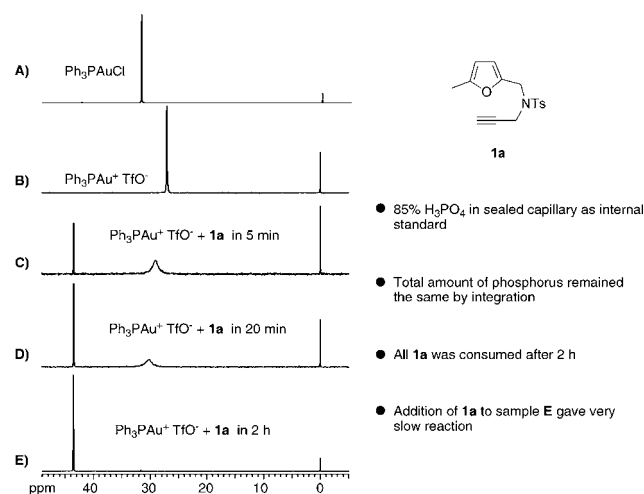 A)
Ph₃PAuCl
B)
Ph₃PAu⁺ TfO⁻
C)
Ph₃PAu⁺ TfO⁻ + 1a in 5 min
D)
Ph₃PAu⁺ TfO⁻ + 1a in 20 min
E)
Ph₃PAu⁺ TfO⁻ + 1a in 2 h
ppm 40 30 20 10 0
O
NTs
1a
● 85% H₃PO₄ in sealed capillary as internal
standard
● Total amount of phosphorus remained
the same by integration
● All 1a was consumed after 2 h
● Addition of 1a to sample E gave very
slow reaction